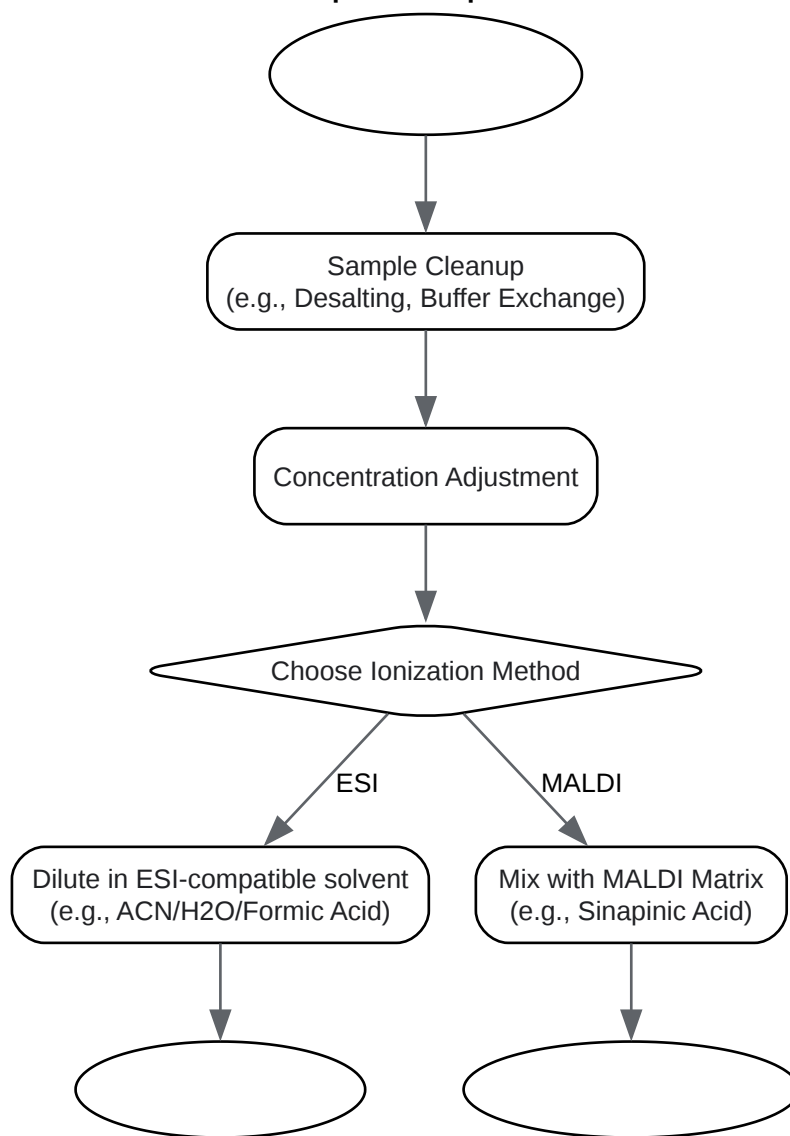 Sample Cleanup
(e.g., Desalting, Buffer Exchange)
Concentration Adjustment
Choose Ionization Method
ESI
MALDI
Dilute in ESI-compatible solvent
(e.g., ACN/H2O/Formic Acid)
Mix with MALDI Matrix
(e.g., Sinapinic Acid)